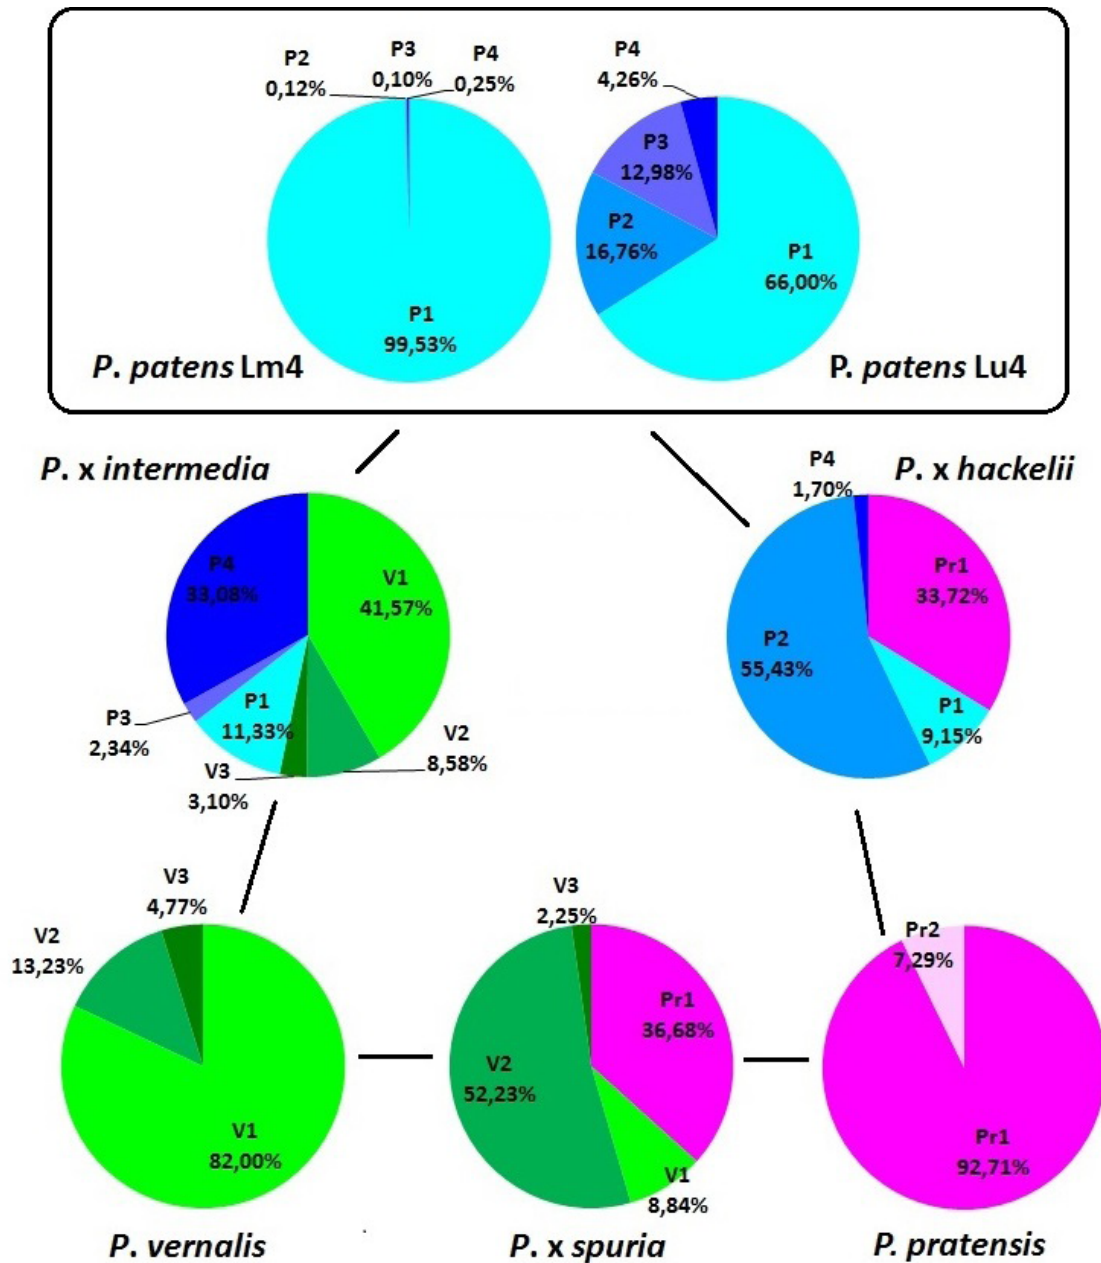 P2
0,12%
P3
0,10%
P4
0,25%
P1
99,53%
P. patens Lm4
P4
4,26%
P3
12,98%
P2
16,76%
P1
66,00%
P. patens Lu4
P. x intermedia
P4
33,08%
V1
41,57%
P3
2,34%
P1
11,33%
V3
3,10%
V2
8,58%
P. x hackelii
P4
1,70%
Pr1
33,72%
P2
55,43%
P1
9,15%
V3
4,77%
V2
13,23%
V1
82,00%
P. vernalis
V3
2,25%
Pr1
36,68%
V2
52,23%
V1
8,84%
P. x spuria
Pr2
7,29%
Pr1
92,71%
P. pratensis